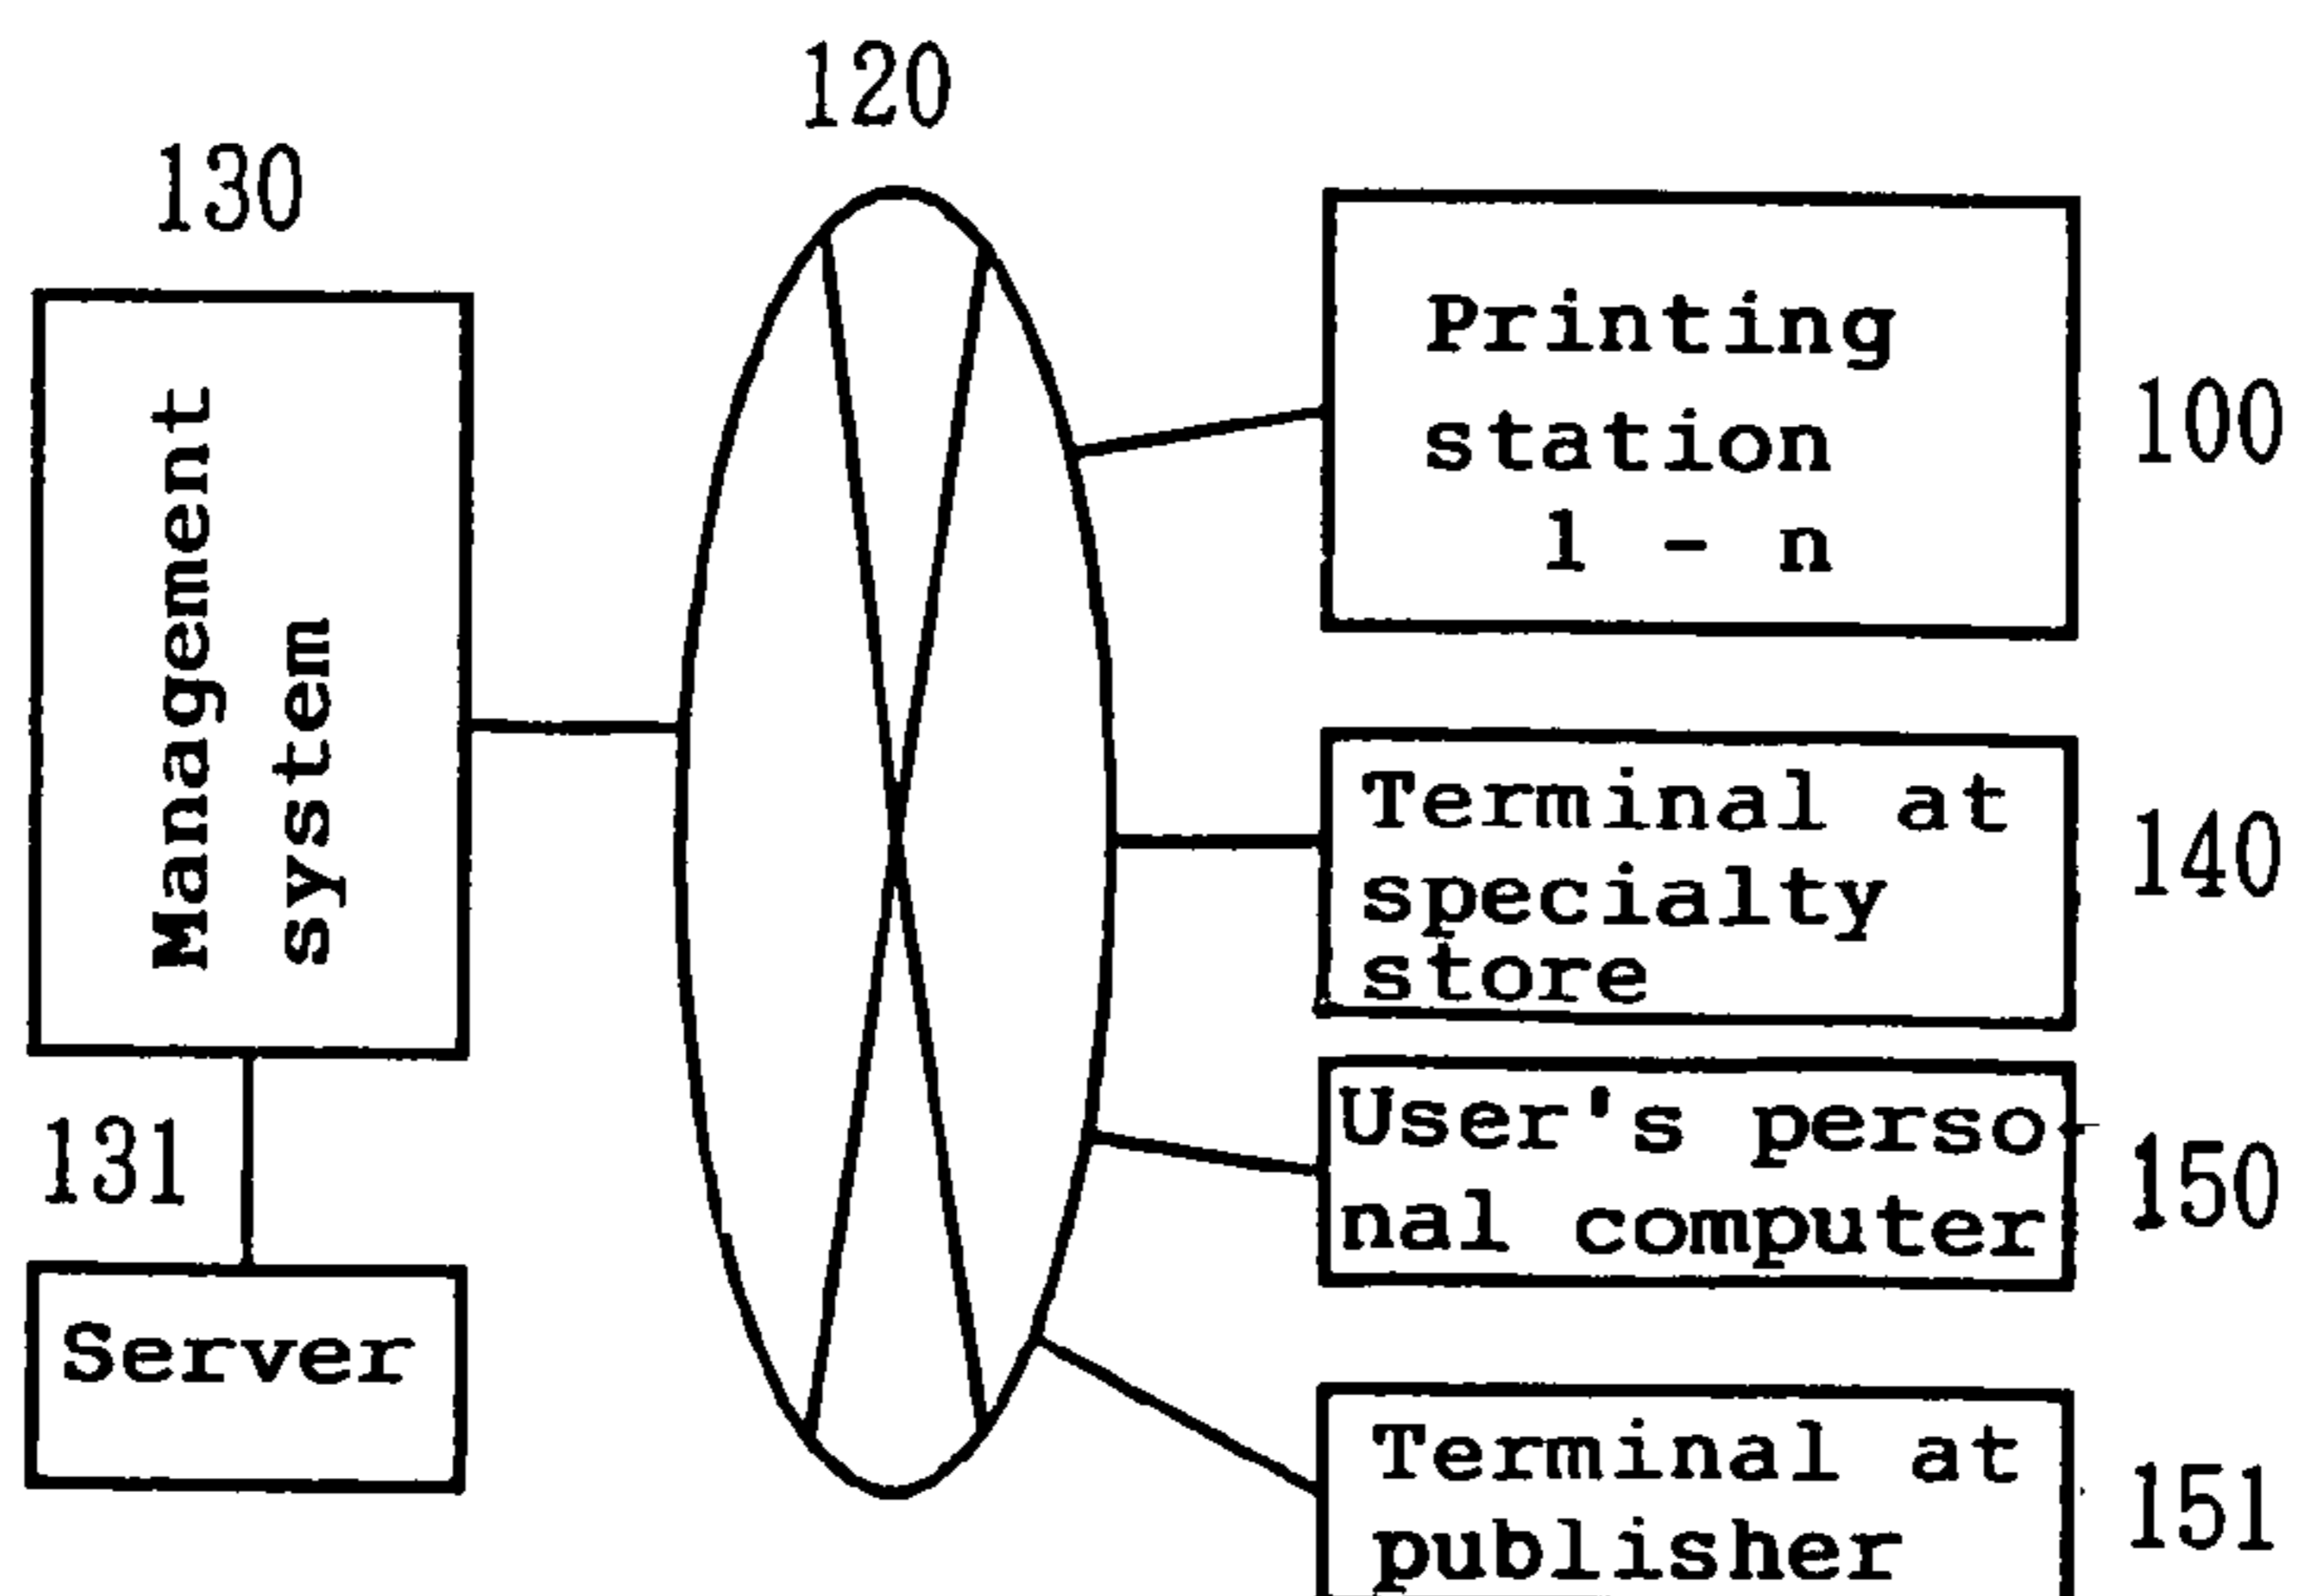 120
130
Management
system
131
Server
Printing
station
1 - n
100
Terminal at
specialty
store
140
User's perso-
nal computer
150
Terminal at
publisher
151